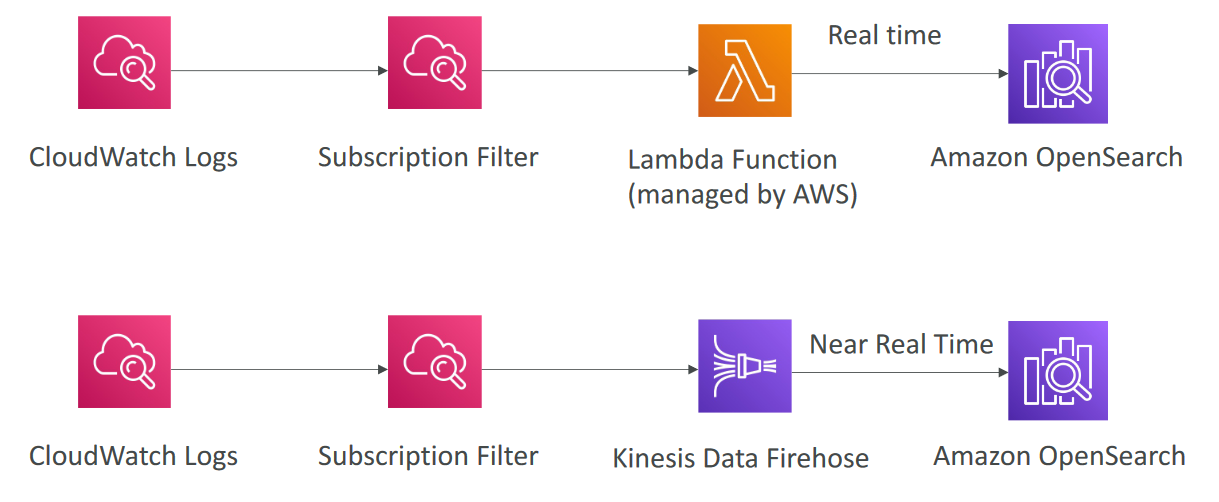 Real time
CloudWatch Logs
Subscription Filter
Lambda Function
(managed by AWS)
Amazon OpenSearch
Near Real Time
CloudWatch Logs
Subscription Filter
Kinesis Data Firehose
Amazon OpenSearch